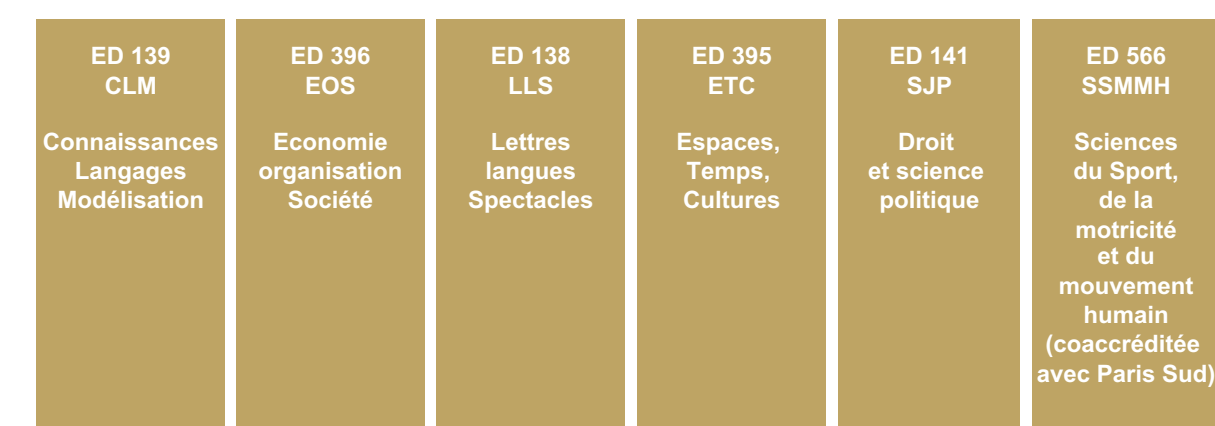 ED 139
CLM
Connaissances
Langages
Modélisation
ED 396
EOS
Economie
organisation
Société
ED 138
LLS
Lettres
langues
Spectacles
ED 395
ETC
Espaces,
Temps,
Cultures
ED 141
SJP
Droit
et science
politique
ED 566
SSMMH
Sciences
du Sport,
de la
motricité
et du
mouvement
humain
(coaccréditée
avec Paris Sud)